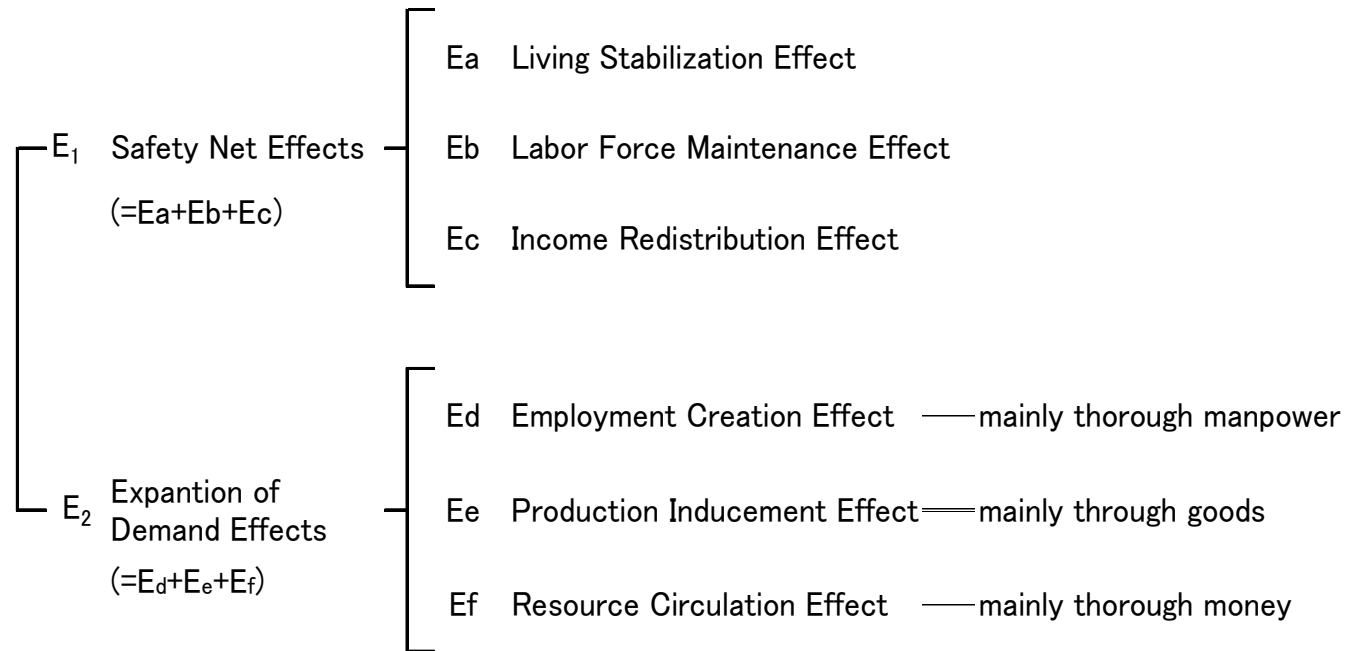 Ea Living Stabilization Effect
E₁ Safety Net Effects
Eb Labor Force Maintenance Effect
(=Ea+Eb+Ec)
Ec Income Redistribution Effect
Ed Employment Creation Effect ——mainly thorough manpower
E₂ Expantion of
Demand Effects
Ee Production Inducement Effect——mainly through goods
(=Ed+Ee+Ef)
Ef Resource Circulation Effect ——mainly thorough money